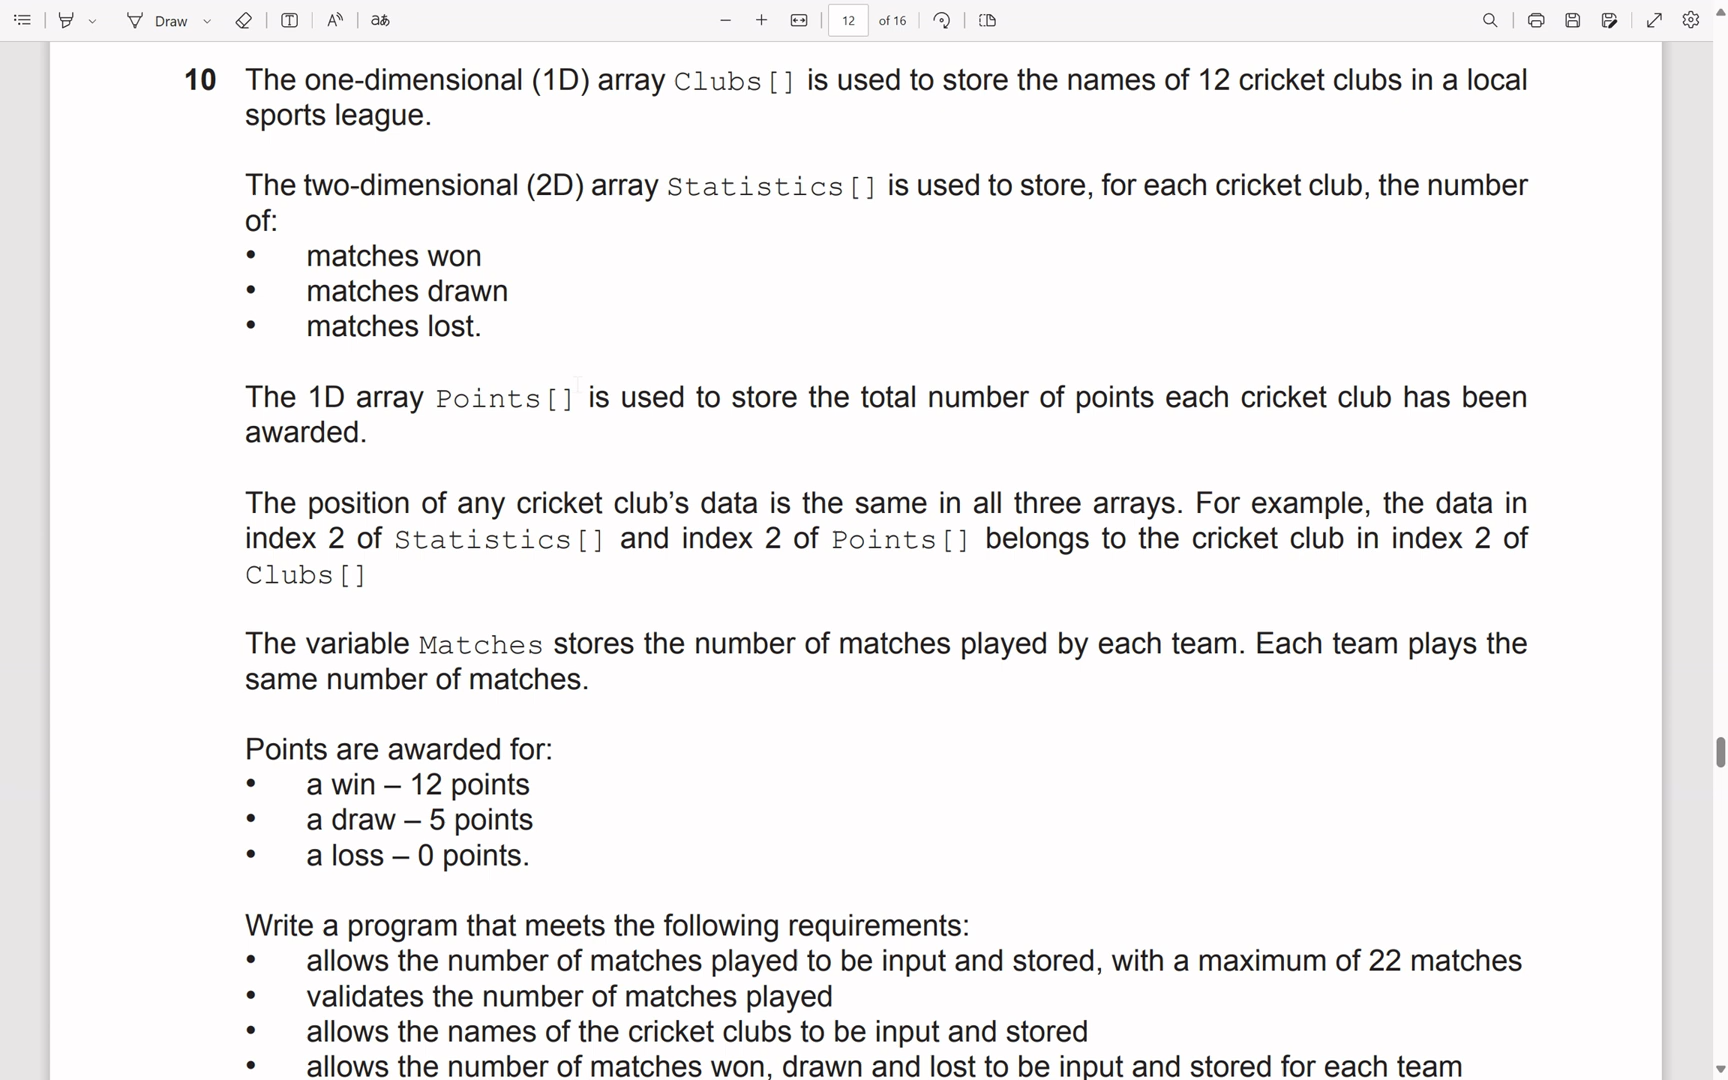 Draw
aあ
12 of 16
10 The one-dimensional (1D) array Clubs[] is used to store the names of 12 cricket clubs in a local
sports league.
The two-dimensional (2D) array Statistics[] is used to store, for each cricket club, the number
of:
• matches won
• matches drawn
• matches lost.
The 1D array Points[] is used to store the total number of points each cricket club has been
awarded.
The position of any cricket club’s data is the same in all three arrays. For example, the data in
index 2 of Statistics[] and index 2 of Points[] belongs to the cricket club in index 2 of
Clubs[]
The variable Matches stores the number of matches played by each team. Each team plays the
same number of matches.
Points are awarded for:
• a win – 12 points
• a draw – 5 points
• a loss – 0 points.
Write a program that meets the following requirements:
• allows the number of matches played to be input and stored, with a maximum of 22 matches
• validates the number of matches played
• allows the names of the cricket clubs to be input and stored
• allows the number of matches won, drawn and lost to be input and stored for each team